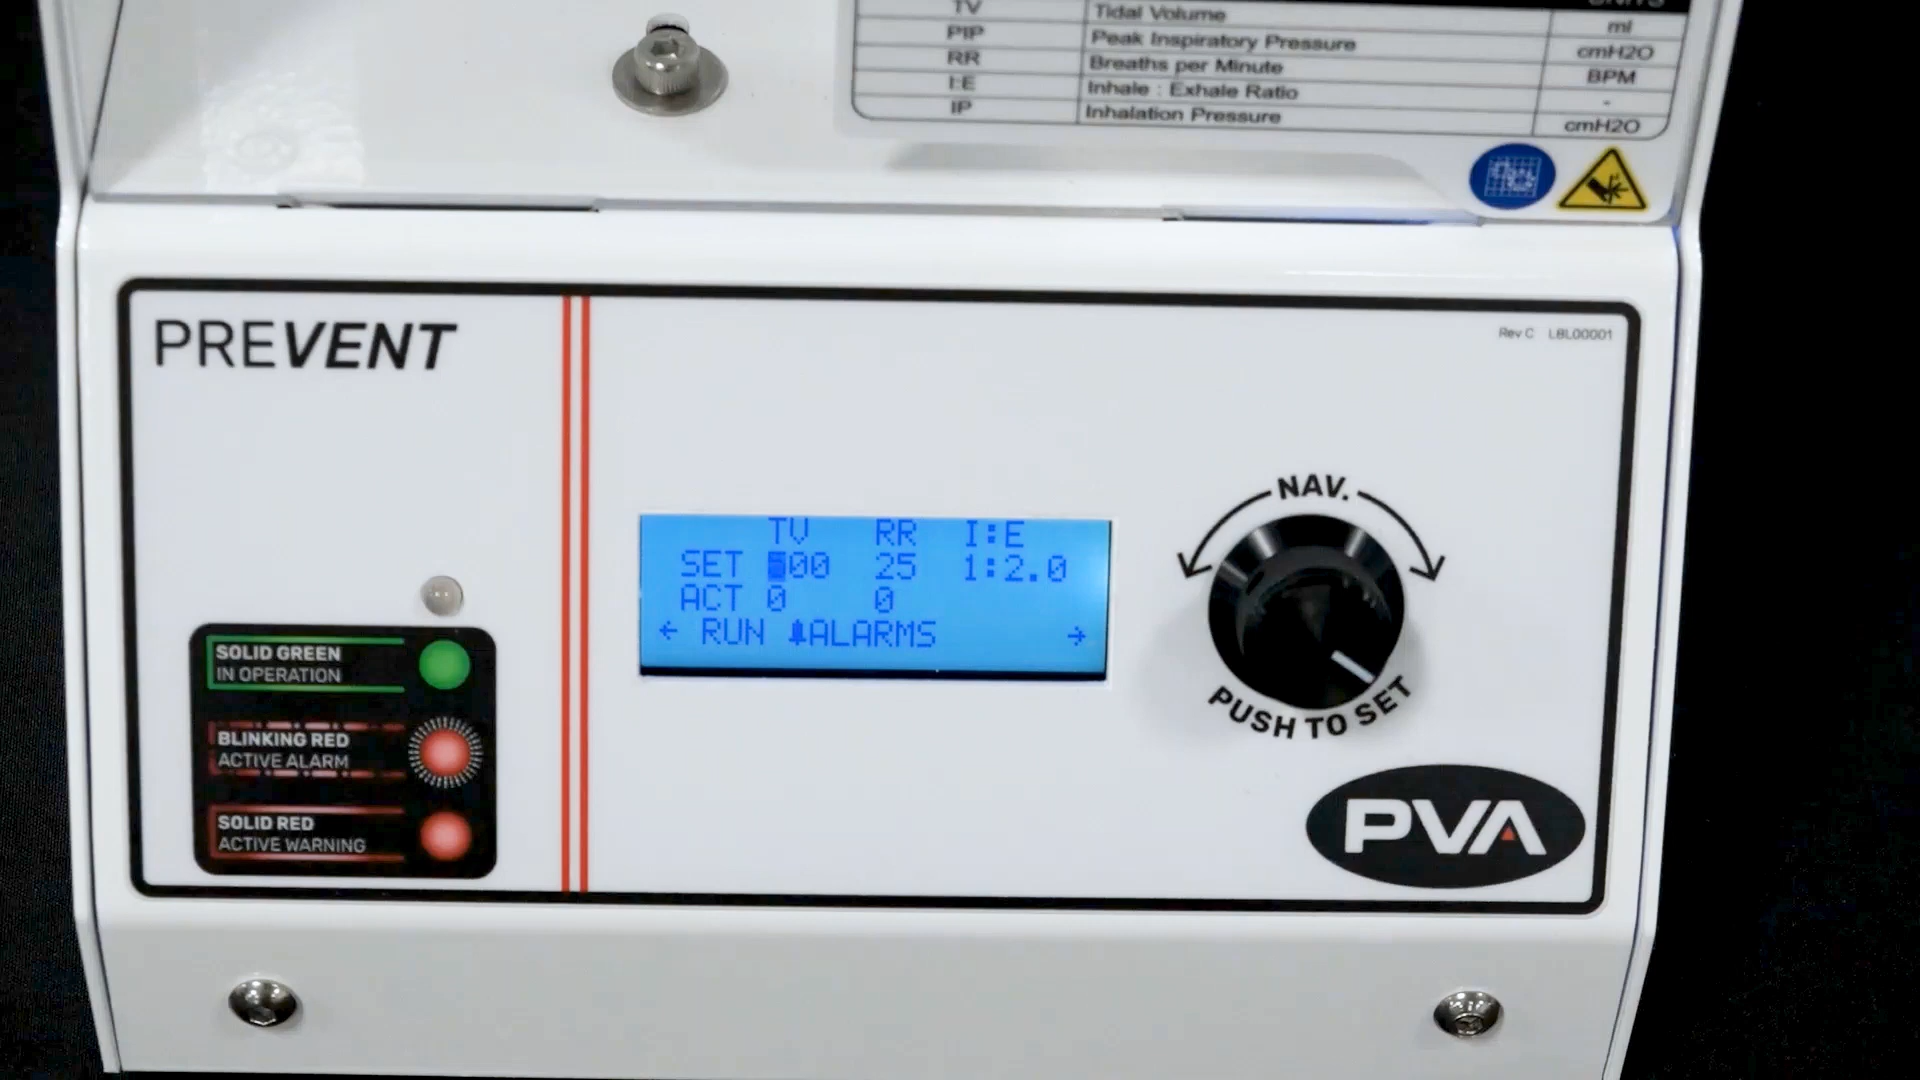 TV Tidal Volume ml
PIP Peak Inspiratory Pressure cmH2O
RR Breaths per Minute BPM
I:E Inhale : Exhale Ratio -
IP Inhalation Pressure cmH2O
PREVENT
Rev C LBL00001
NAV.
TV RR I:E
SET 25 1:2.0
ACT 0 0
← RUN ALARMS →
PUSH TO SET
SOLID GREEN
IN OPERATION
BLINKING RED
ACTIVE ALARM
SOLID RED
ACTIVE WARNING
PVA